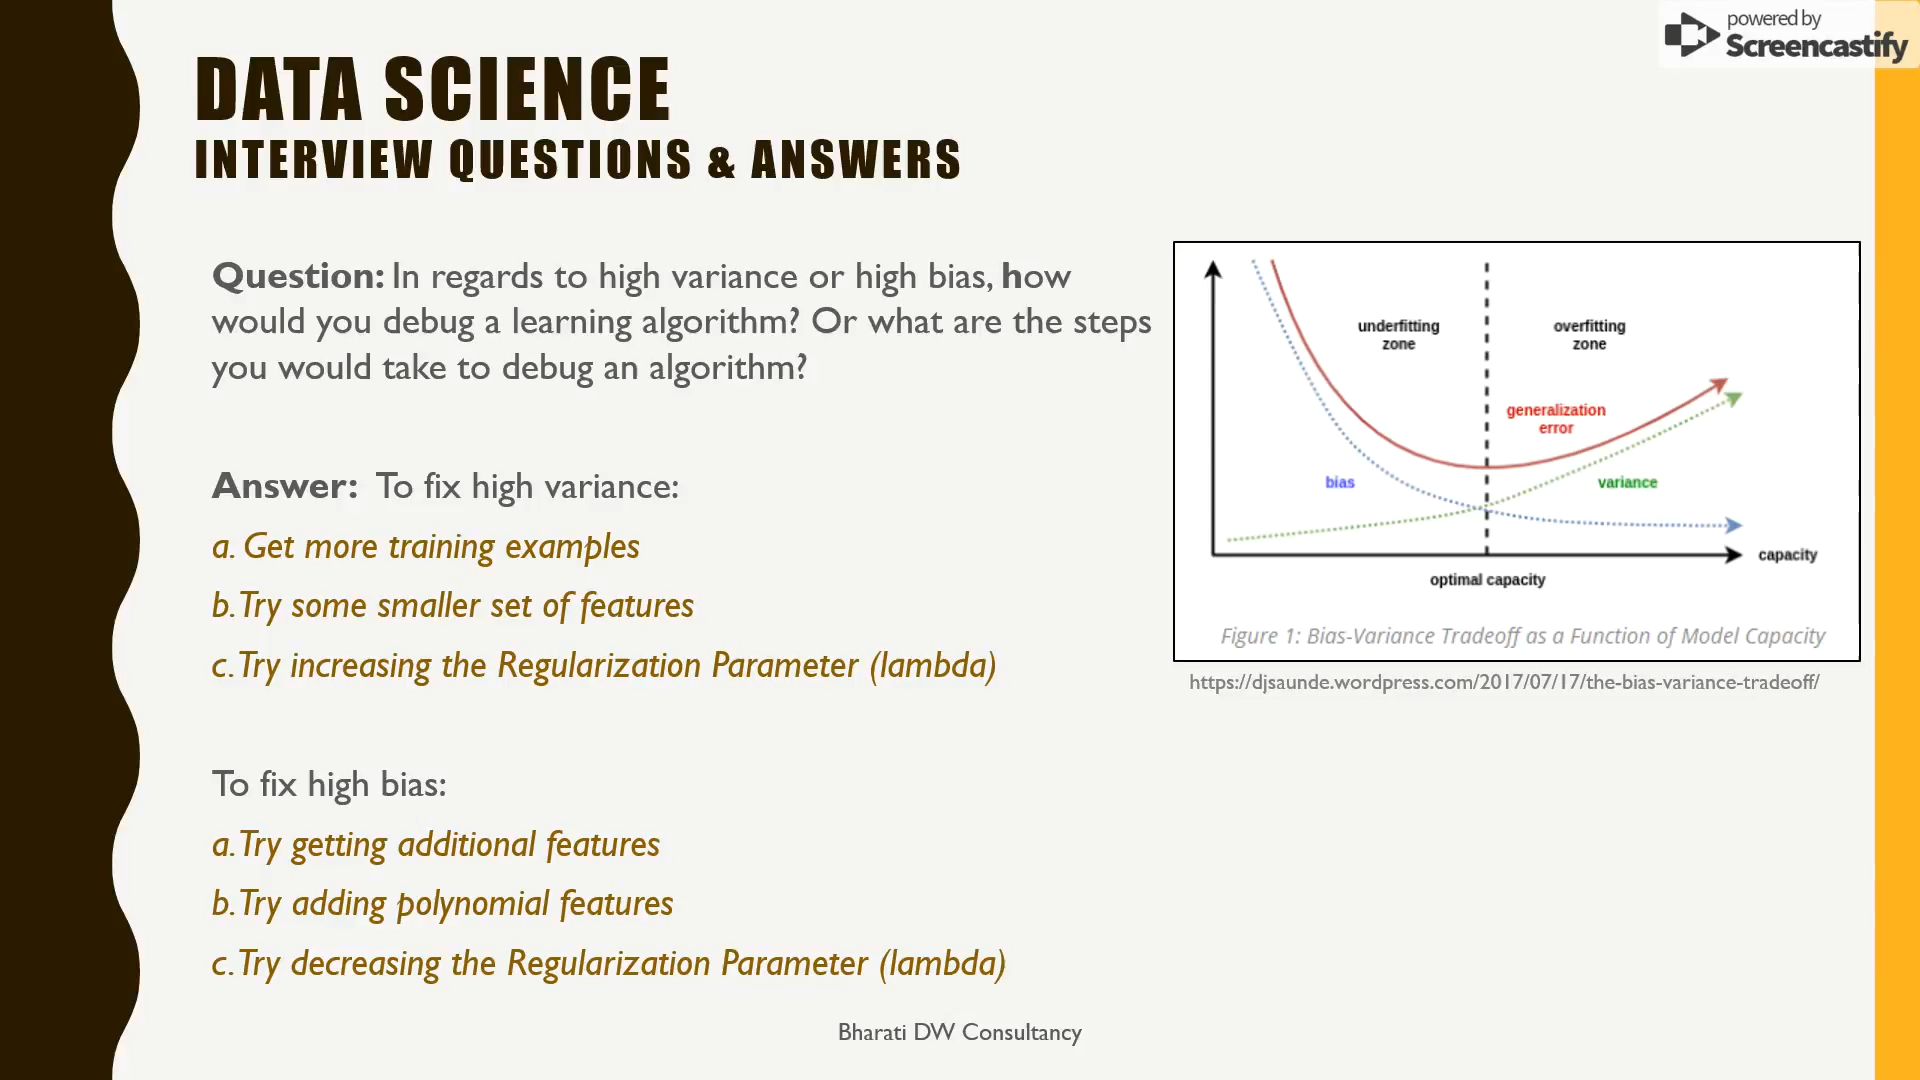 powered by
Screencastify
DATA SCIENCE
INTERVIEW QUESTIONS & ANSWERS
Question: In regards to high variance or high bias, how
would you debug a learning algorithm? Or what are the steps
you would take to debug an algorithm?
Answer: To fix high variance:
a. Get more training examples
b. Try some smaller set of features
c. Try increasing the Regularization Parameter (lambda)
To fix high bias:
a. Try getting additional features
b. Try adding polynomial features
c. Try decreasing the Regularization Parameter (lambda)
underfitting
zone
overfitting
zone
generalization
error
bias
variance
capacity
optimal capacity
Figure 1: Bias-Variance Tradeoff as a Function of Model Capacity
https://djsaunde.wordpress.com/2017/07/17/the-bias-variance-tradeoff/
Bharati DW Consultancy